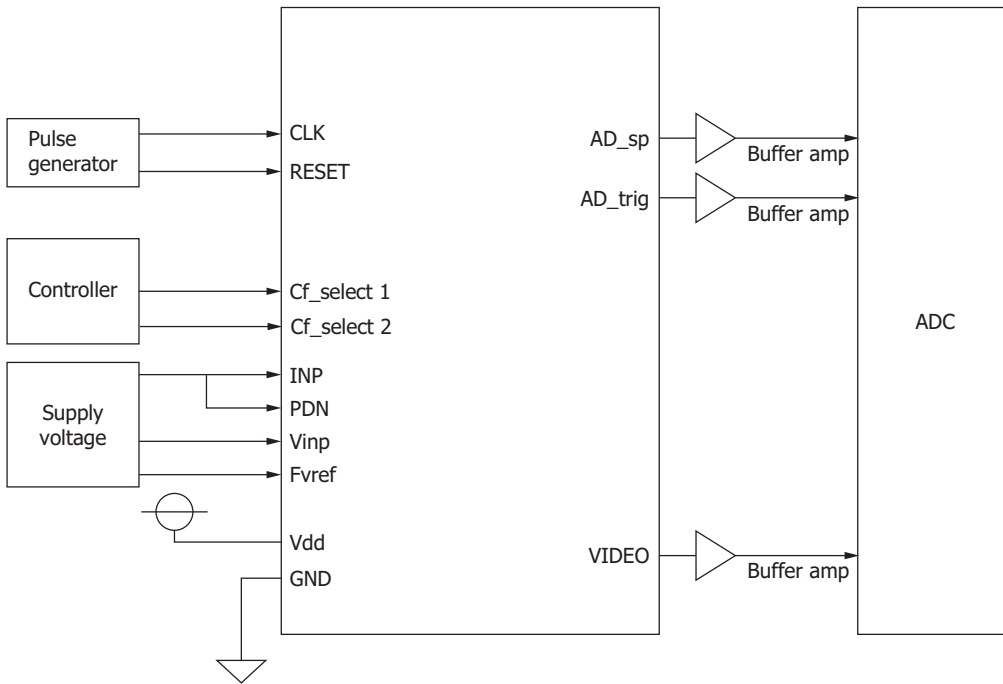 Pulse
generator
CLK
RESET
Controller
Cf_select 1
Cf_select 2
Supply
voltage
INP
PDN
Vinp
Fvref
Vdd
GND
AD_sp
Buffer amp
AD_trig
Buffer amp
VIDEO
Buffer amp
ADC